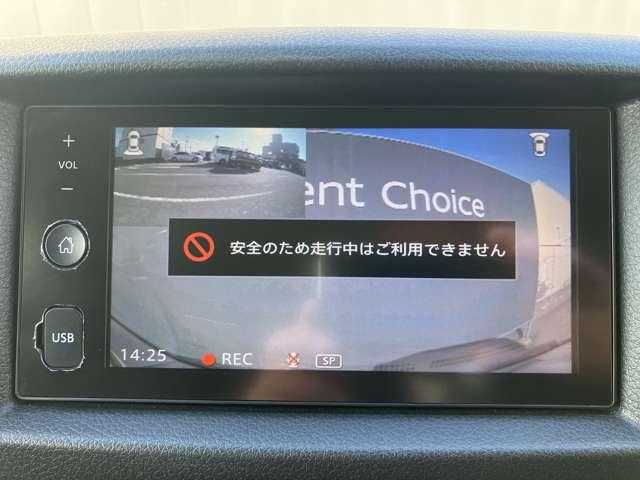 +
VOL
−
ent Choice
安全のため走行中はご利用できません
USB
14:25
REC
SP